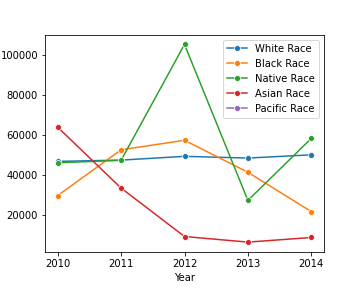 100000
80000
60000
40000
20000
White Race
Black Race
Native Race
Asian Race
Pacific Race
2010 2011 2012 2013 2014
Year